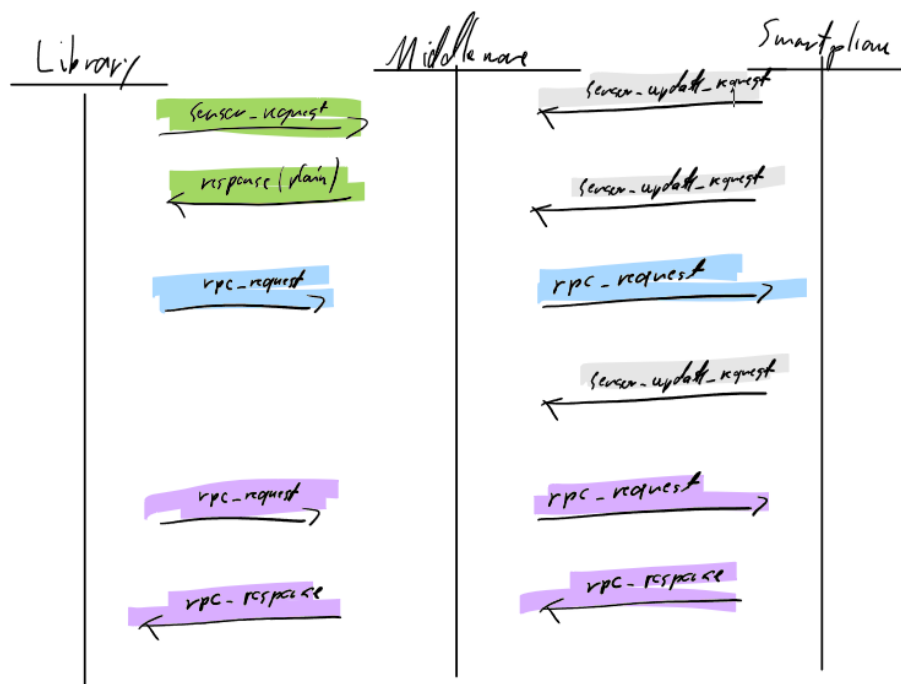 Library
Middleware
Smartphone
sensor_request
sensor_update_request
response (plain)
sensor_update_request
rpc_request
rpc_request
sensor_update_request
rpc_request
rpc_request
rpc_response
rpc_response